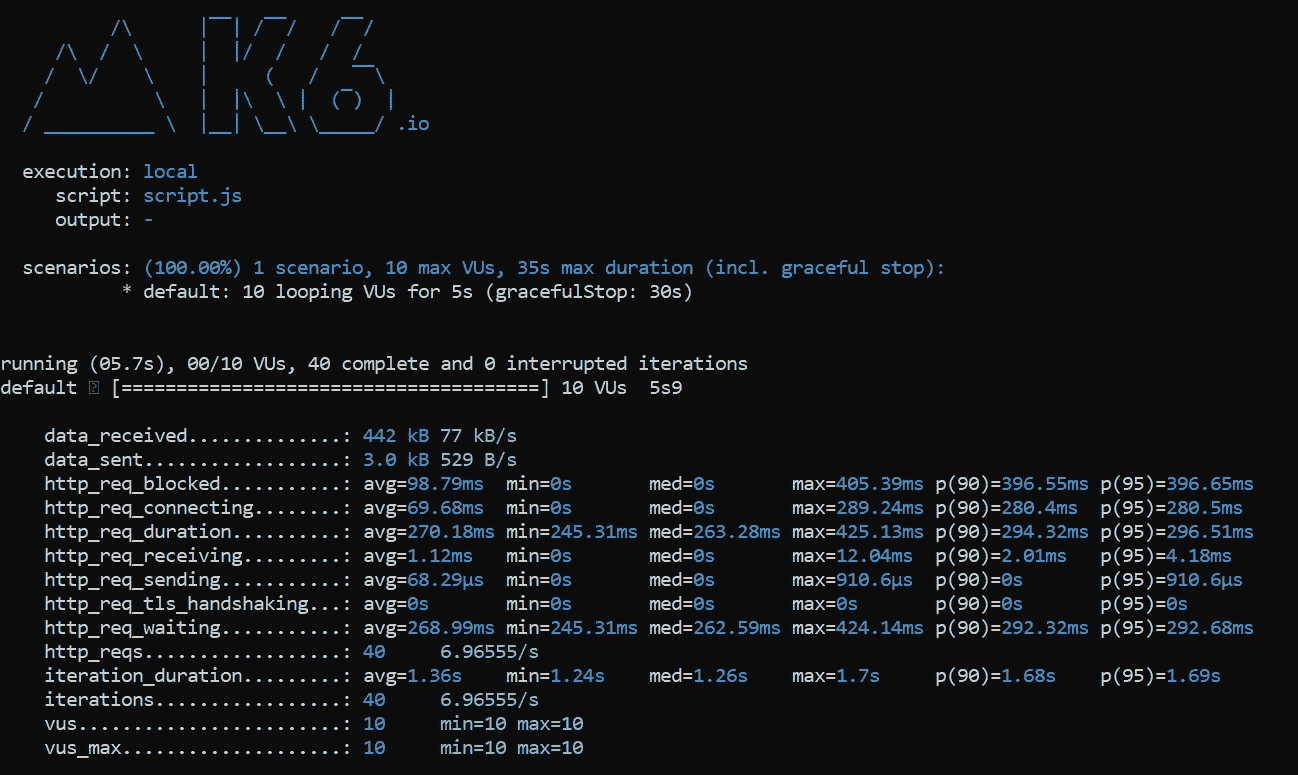 /\      |‾‾| /‾‾/   /‾‾/
     /\  /  \     |  |/  /   /  /
    /  \/    \    |     (   /   ‾‾\
   /          \   |  |\  \ |  (‾)  |
  / __________ \  |__| \__\ \_____/ .io
execution: local
script: script.js
output: -
scenarios: (100.00%) 1 scenario, 10 max VUs, 35s max duration (incl. graceful stop):
* default: 10 looping VUs for 5s (gracefulStop: 30s)
running (05.7s), 00/10 VUs, 40 complete and 0 interrupted iterations
default [======================================] 10 VUs  5s9
data_received..............: 442 kB 77 kB/s
data_sent..................: 3.0 kB 529 B/s
http_req_blocked...........: avg=98.79ms  min=0s       med=0s       max=405.39ms p(90)=396.55ms p(95)=396.65ms
http_req_connecting........: avg=69.68ms  min=0s       med=0s       max=289.24ms p(90)=280.4ms  p(95)=280.5ms
http_req_duration..........: avg=270.18ms min=245.31ms med=263.28ms max=425.13ms p(90)=294.32ms p(95)=296.51ms
http_req_receiving.........: avg=1.12ms   min=0s       med=0s       max=12.04ms  p(90)=2.01ms   p(95)=4.18ms
http_req_sending...........: avg=68.29µs  min=0s       med=0s       max=910.6µs  p(90)=0s       p(95)=910.6µs
http_req_tls_handshaking...: avg=0s       min=0s       med=0s       max=0s       p(90)=0s       p(95)=0s
http_req_waiting...........: avg=268.99ms min=245.31ms med=262.59ms max=424.14ms p(90)=292.32ms p(95)=292.68ms
http_reqs..................: 40     6.96555/s
iteration_duration.........: avg=1.36s    min=1.24s    med=1.26s    max=1.7s     p(90)=1.68s    p(95)=1.69s
iterations.................: 40     6.96555/s
vus........................: 10     min=10 max=10
vus_max....................: 10     min=10 max=10